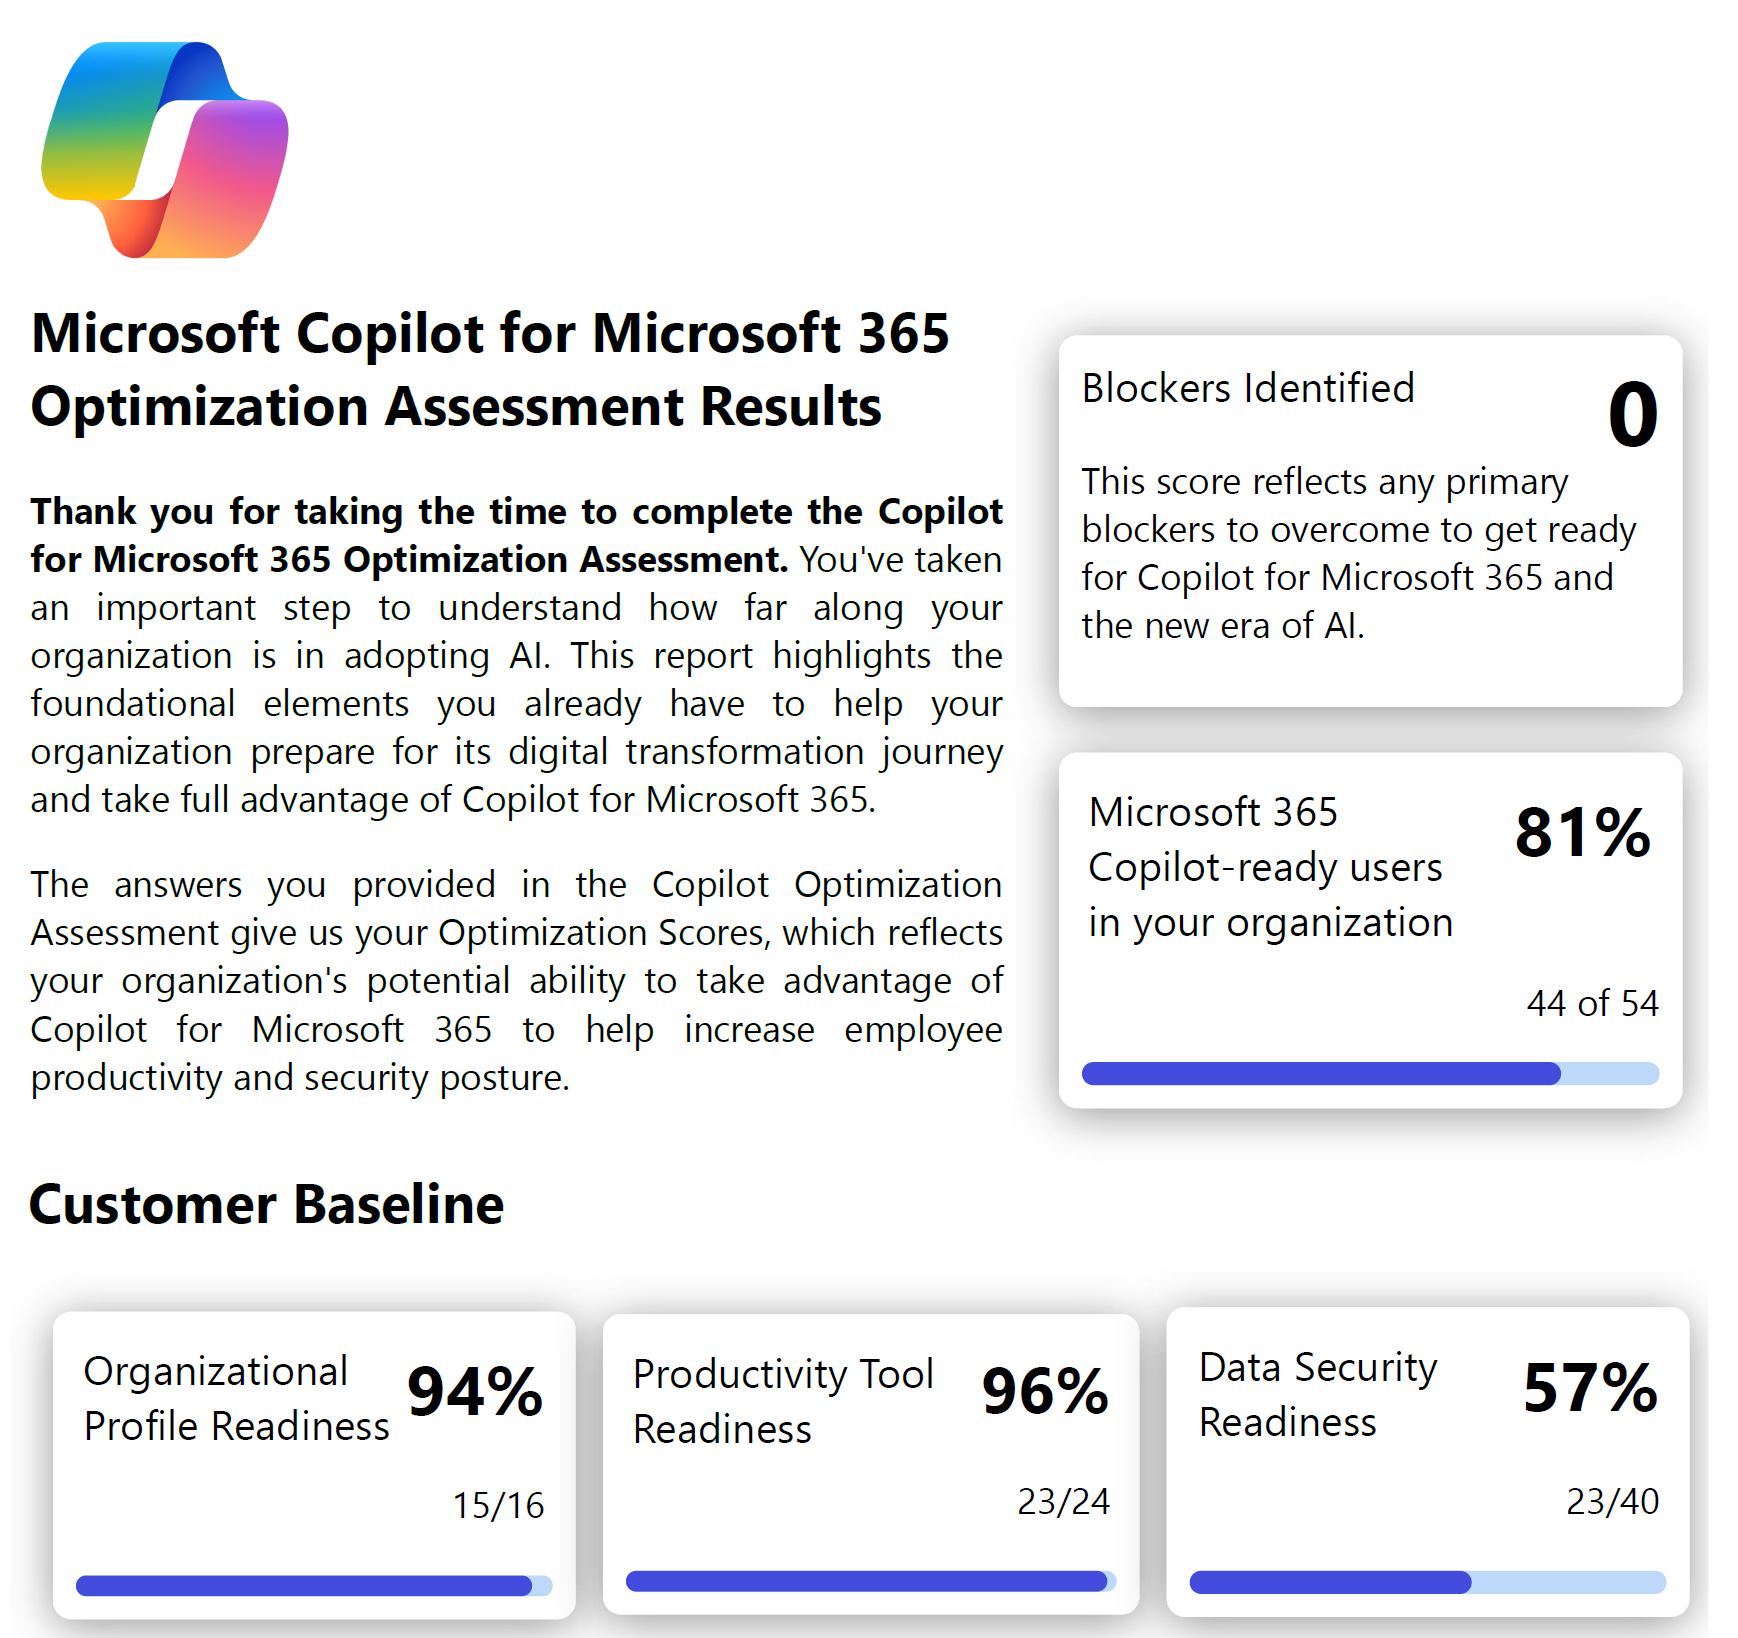 Microsoft Copilot for Microsoft 365
Optimization Assessment Results
Thank you for taking the time to complete the Copilot
for Microsoft 365 Optimization Assessment. You've taken
an important step to understand how far along your
organization is in adopting AI. This report highlights the
foundational elements you already have to help your
organization prepare for its digital transformation journey
and take full advantage of Copilot for Microsoft 365.
The answers you provided in the Copilot Optimization
Assessment give us your Optimization Scores, which reflects
your organization's potential ability to take advantage of
Copilot for Microsoft 365 to help increase employee
productivity and security posture.
Blockers Identified
0
This score reflects any primary
blockers to overcome to get ready
for Copilot for Microsoft 365 and
the new era of AI.
Microsoft 365
Copilot-ready users
in your organization
81%
44 of 54
Customer Baseline
Organizational
Profile Readiness
94%
15/16
Productivity Tool
Readiness
96%
23/24
Data Security
Readiness
57%
23/40